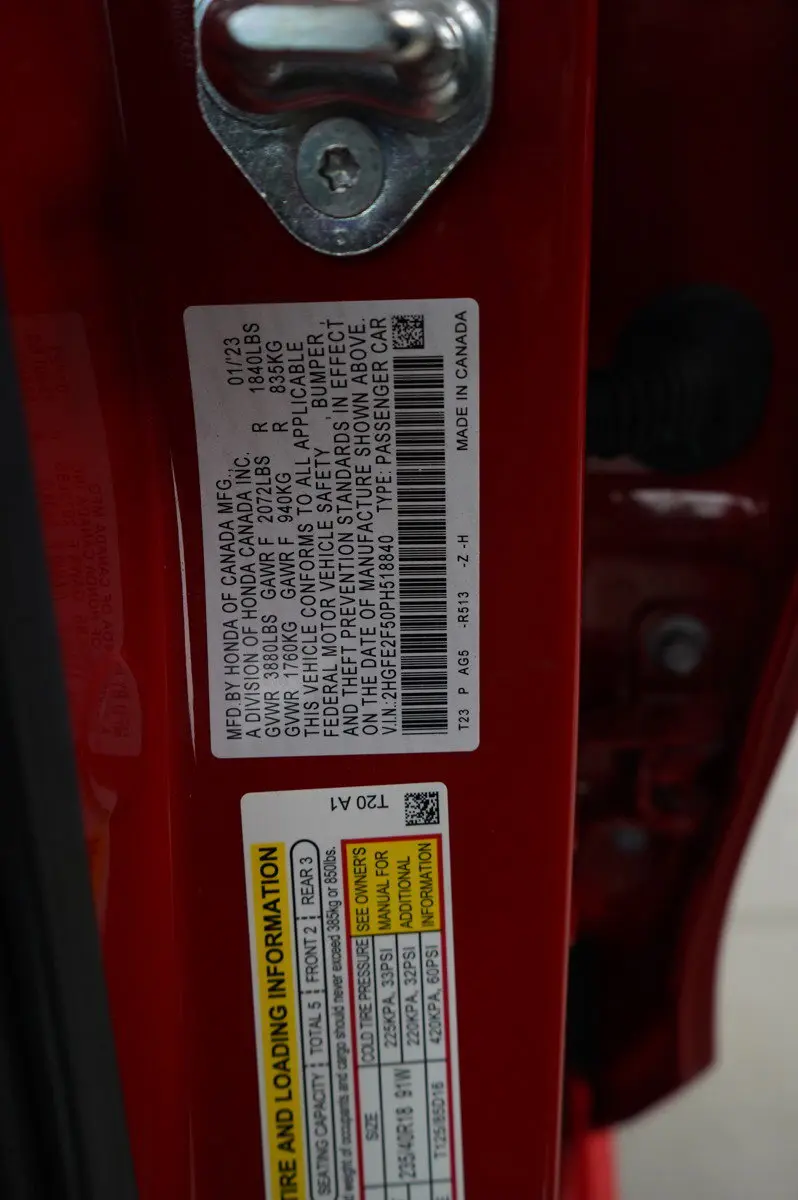 MFD.BY HONDA OF CANADA MFG., 01/'23
A DIVISION OF HONDA CANADA INC.
GVWR 3880LBS GAWR F 2072LBS R 1840LBS
GVWR 1760KG GAWR F 940KG R 835KG
THIS VEHICLE CONFORMS TO ALL APPLICABLE
FEDERAL MOTOR VEHICLE SAFETY, BUMPER,
AND THEFT PREVENTION STANDARDS IN EFFECT
ON THE DATE OF MANUFACTURE SHOWN ABOVE.
V.I.N.:2HGFE2F50PH518840 TYPE: PASSENGER CAR
T23 P AG5 -R513 -Z -H MADE IN CANADA
T20 A1
TIRE AND LOADING INFORMATION
SEATING CAPACITY TOTAL 5 FRONT 2 REAR 3
weight of occupants and cargo should never exceed 385kg or 850lbs.
SIZE COLD TIRE PRESSURE SEE OWNER'S
225KPA, 33PSI MANUAL FOR
235/40R18 91W 220KPA, 32PSI ADDITIONAL
T125/85D16 420KPA, 60PSI INFORMATION